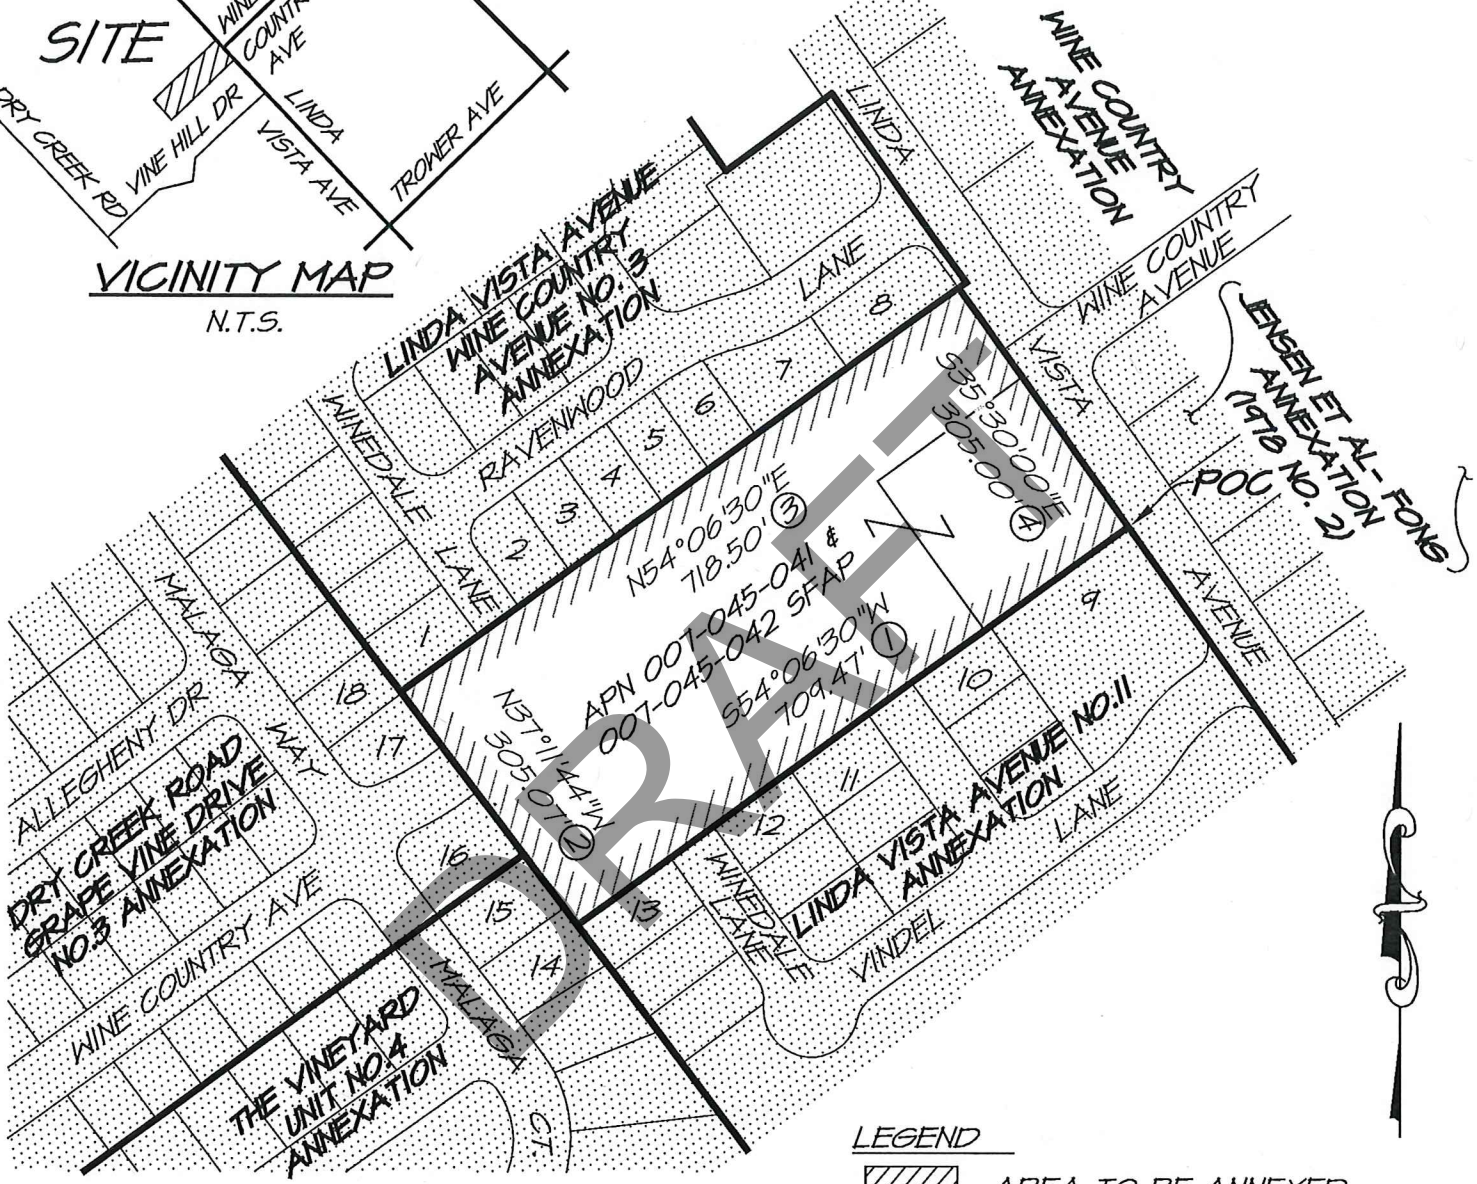 SITE
WINE
COUNTRY
AVE
DRY CREEK RD
VINE HILL DR
LINDA
VISTA AVE
TROWER AVE
VICINITY MAP
N.T.S.
LINDA
WINE COUNTRY
AVENUE
ANNEXATION
WINE COUNTRY
AVENUE
LINDA VISTA AVENUE
WINE COUNTRY
AVENUE NO. 3
ANNEXATION
RAVENWOOD
LANE
8
7
6
5
4
3
2
1
WINEDALE
LANE
VISTA
JENSEN ET AL- FONG
ANNEXATION
(1978 NO. 2)
POC
AVENUE
S35°30'00"E
305.00'
4
N54°06'30"E
718.50' 3
APN 007-045-041 &
007-045-042 SFAP
S54°06'30"W
709.47' 1
N37°11'44"W
305.07' 2
DRAFT
MALAGA
WAY
18
17
ALLEGHENY DR
DRY CREEK ROAD
GRAPE VINE DRIVE
NO.3 ANNEXATION
WINE COUNTRY AVE
16
15
14
13
12
11
10
9
MALAGA
CT.
THE VINEYARD
UNIT NO.4
ANNEXATION
WINEDALE
LANE
LINDA VISTA AVENUE NO.11
ANNEXATION
VINDEL
LANE
LEGEND
AREA TO BE ANNEXED